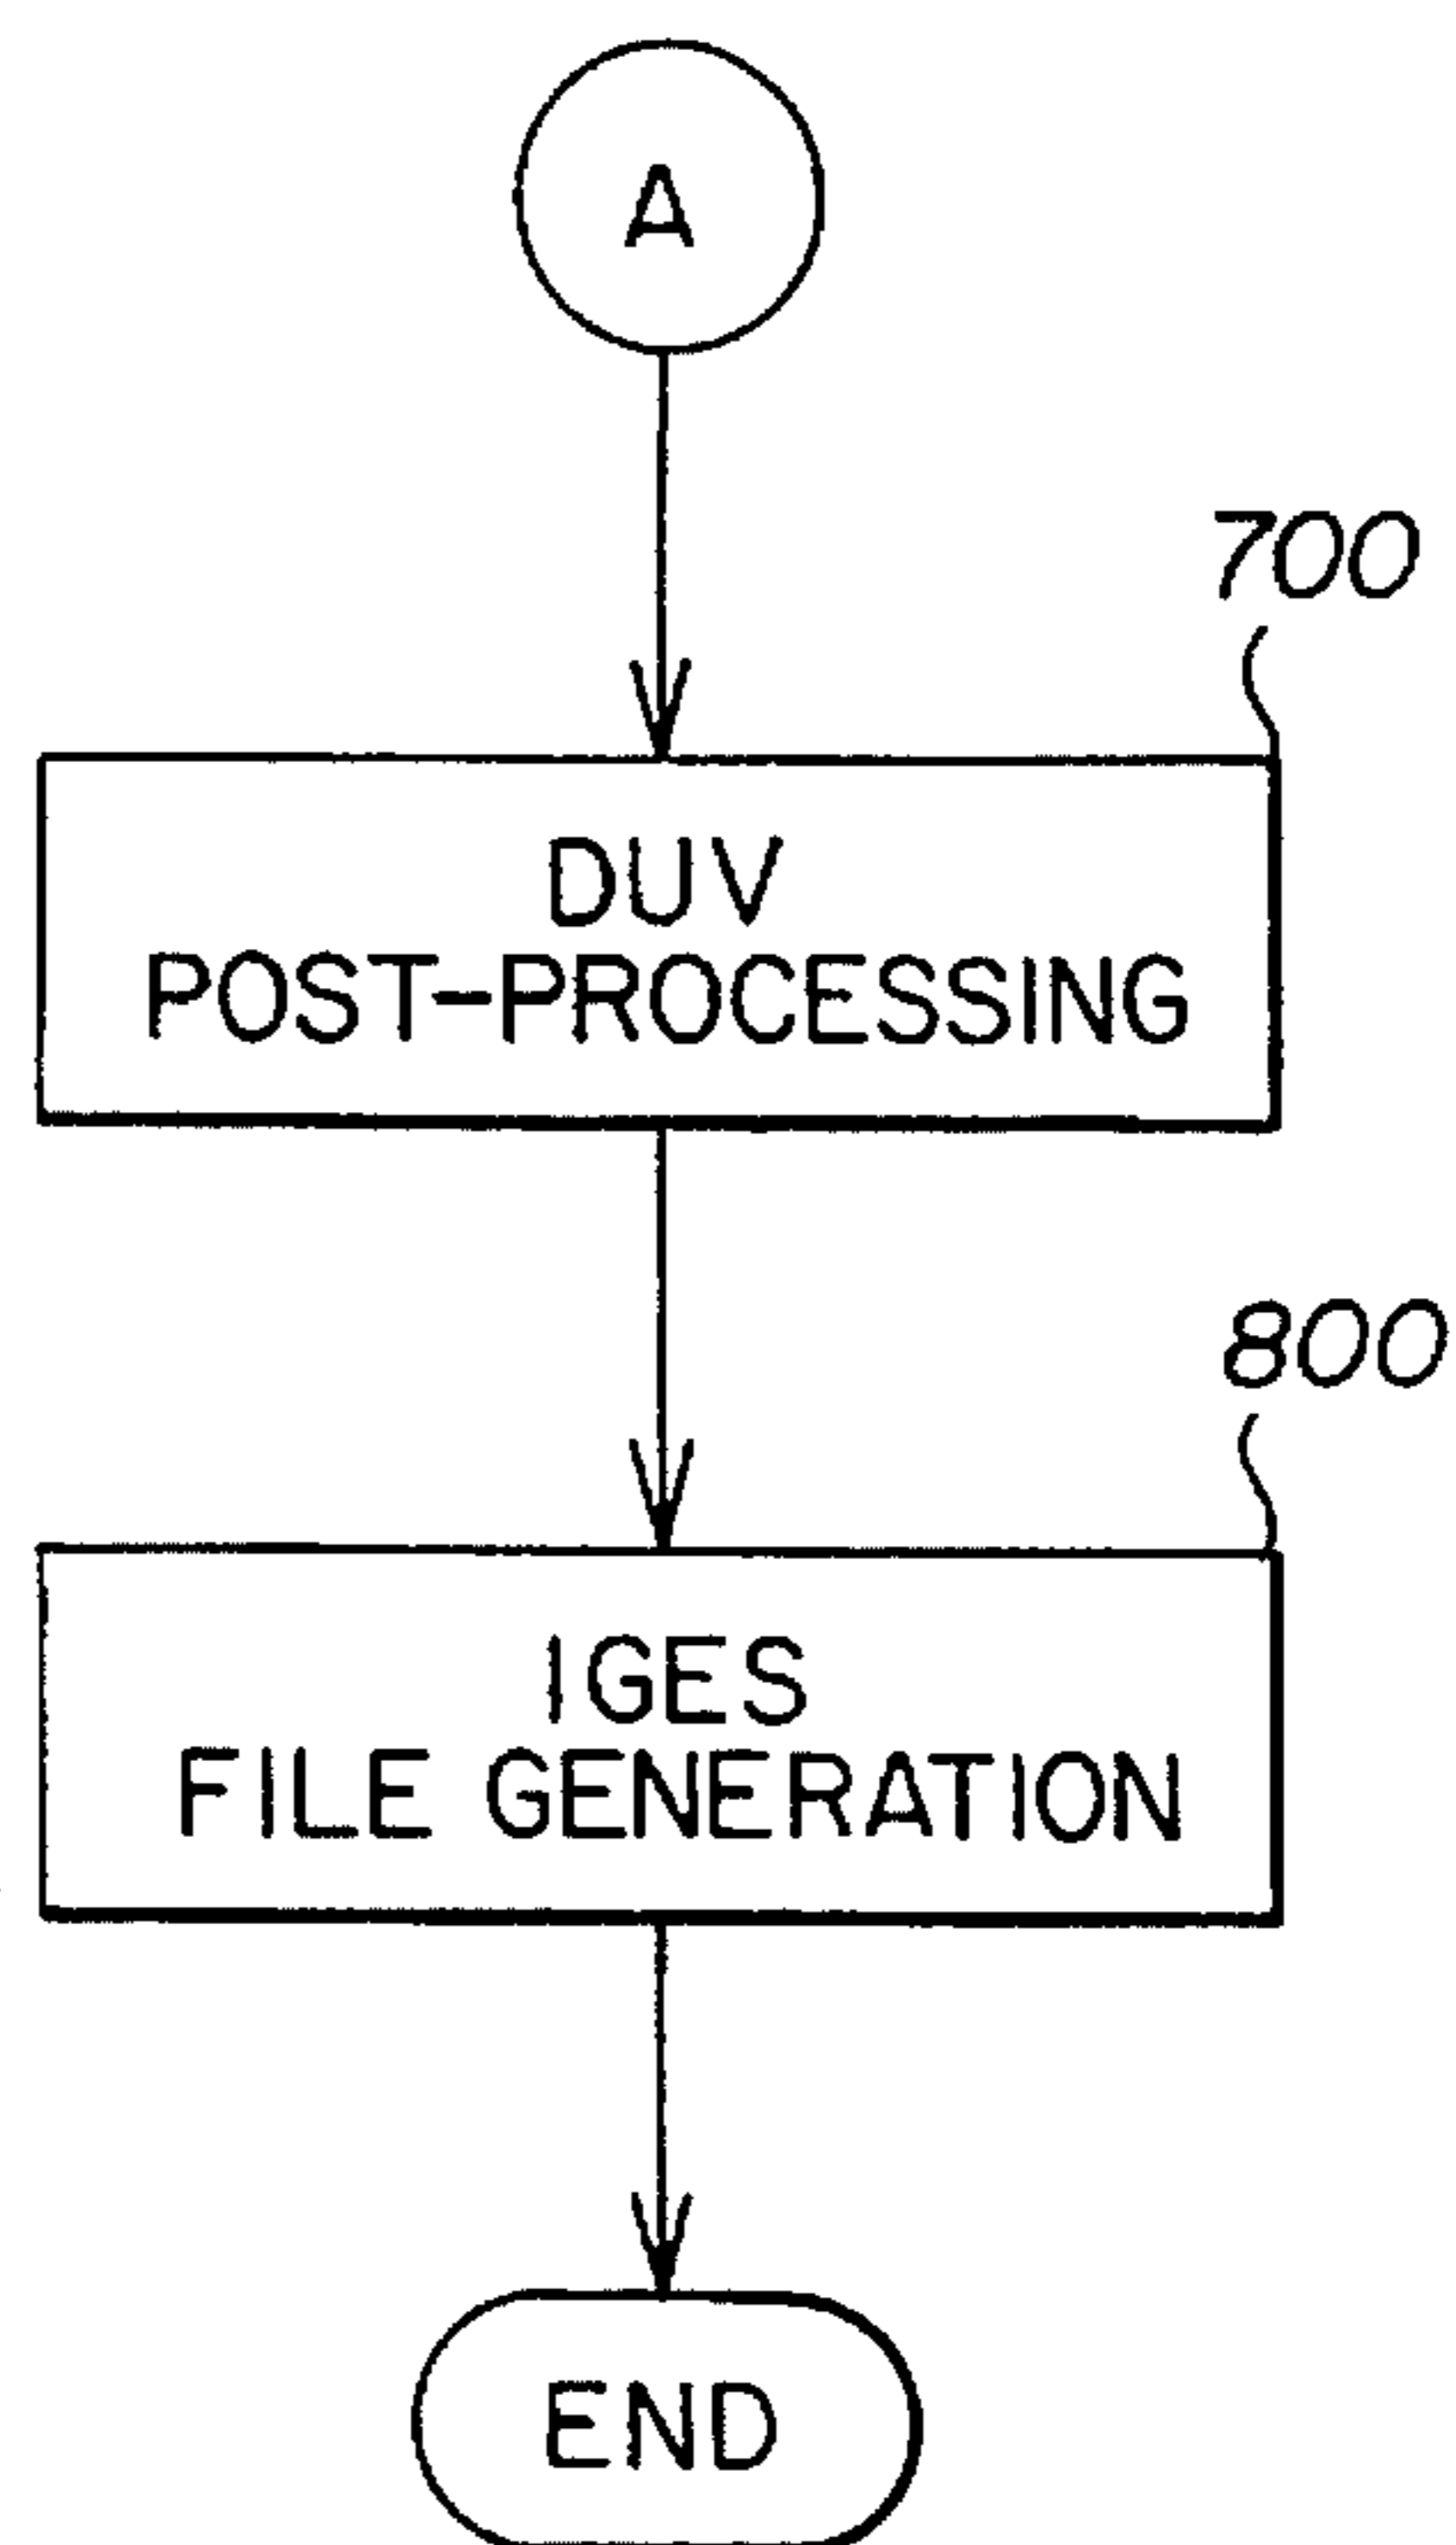 A
700
DUV
POST-PROCESSING
800
IGES
FILE GENERATION
END